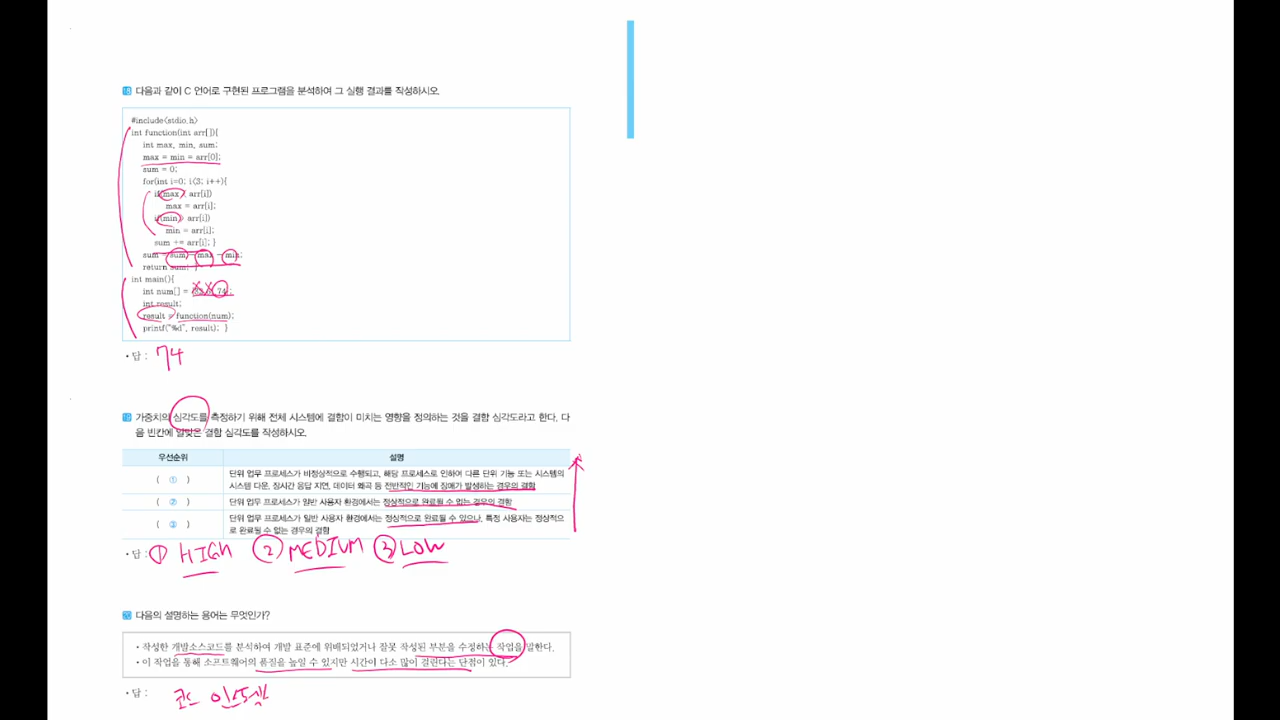 18 다음과 같이 C 언어로 구현된 프로그램을 분석하여 그 실행 결과를 작성하시오.
#include<stdio.h>
int function(int arr[]){
int max, min, sum;
max = min = arr[0];
sum = 0;
for(int i=0; i<3; i++){
if(max arr[i])
max = arr[i];
if(min arr[i])
min = arr[i];
sum += arr[i]; }
sum = sum - max - min;
return sum; }
int main(){
int num[] = 74
int result;
result = function(num);
printf("%d", result); }
• 답 : 74
19 가중치의 심각도를 측정하기 위해 전체 시스템에 결함이 미치는 영향을 정의하는 것을 결함 심각도라고 한다. 다
음 빈칸에 알맞은 결함 심각도를 작성하시오.
우선순위 설명
( ① ) 단위 업무 프로세스가 비정상적으로 수행되고, 해당 프로세스로 인하여 다른 단위 기능 또는 시스템의
시스템 다운, 장시간 응답 지연, 데이터 왜곡 등 전반적인 기능에 장애가 발생하는 경우의 결함
( ② ) 단위 업무 프로세스가 일반 사용자 환경에서는 정상적으로 완료될 수 없는 경우의 결함
( ③ ) 단위 업무 프로세스가 일반 사용자 환경에서는 정상적으로 완료될 수 있으나, 특정 사용자는 정상적으
로 완료될 수 없는 경우의 결함
• 답 : ① HIGH ② MEDIUM ③ LOW
20 다음의 설명하는 용어는 무엇인가?
• 작성한 개발소스코드를 분석하여 개발 표준에 위배되었거나 잘못 작성된 부분을 수정하는 작업을 말한다.
• 이 작업을 통해 소프트웨어의 품질을 높일 수 있지만 시간이 다소 많이 걸린다는 단점이 있다.
• 답 : 코드 인스펙